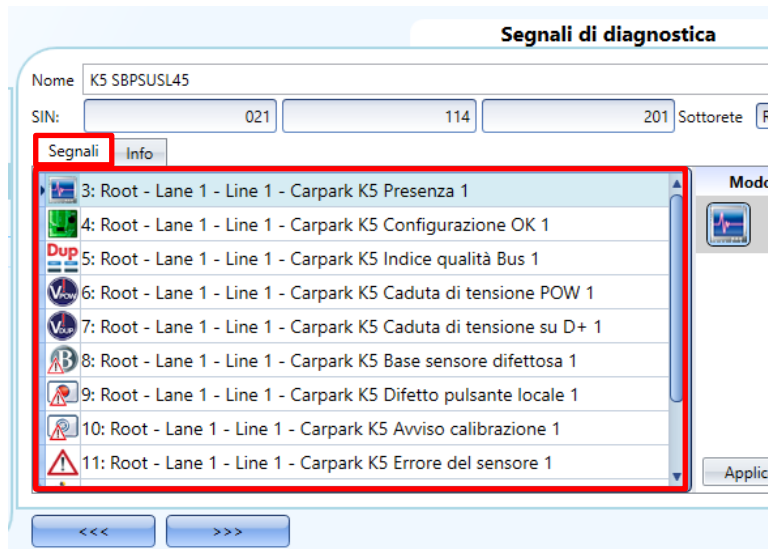 Segnali di diagnostica
Nome K5 SBPSUSL45
SIN: 021 114 201 Sottorete
Segnali Info
3: Root - Lane 1 - Line 1 - Carpark K5 Presenza 1
Modo
4: Root - Lane 1 - Line 1 - Carpark K5 Configurazione OK 1
Dup 5: Root - Lane 1 - Line 1 - Carpark K5 Indice qualità Bus 1
VPOW 6: Root - Lane 1 - Line 1 - Carpark K5 Caduta di tensione POW 1
VDUP 7: Root - Lane 1 - Line 1 - Carpark K5 Caduta di tensione su D+ 1
B 8: Root - Lane 1 - Line 1 - Carpark K5 Base sensore difettosa 1
9: Root - Lane 1 - Line 1 - Carpark K5 Difetto pulsante locale 1
10: Root - Lane 1 - Line 1 - Carpark K5 Avviso calibrazione 1
11: Root - Lane 1 - Line 1 - Carpark K5 Errore del sensore 1
Applic
<<< >>>